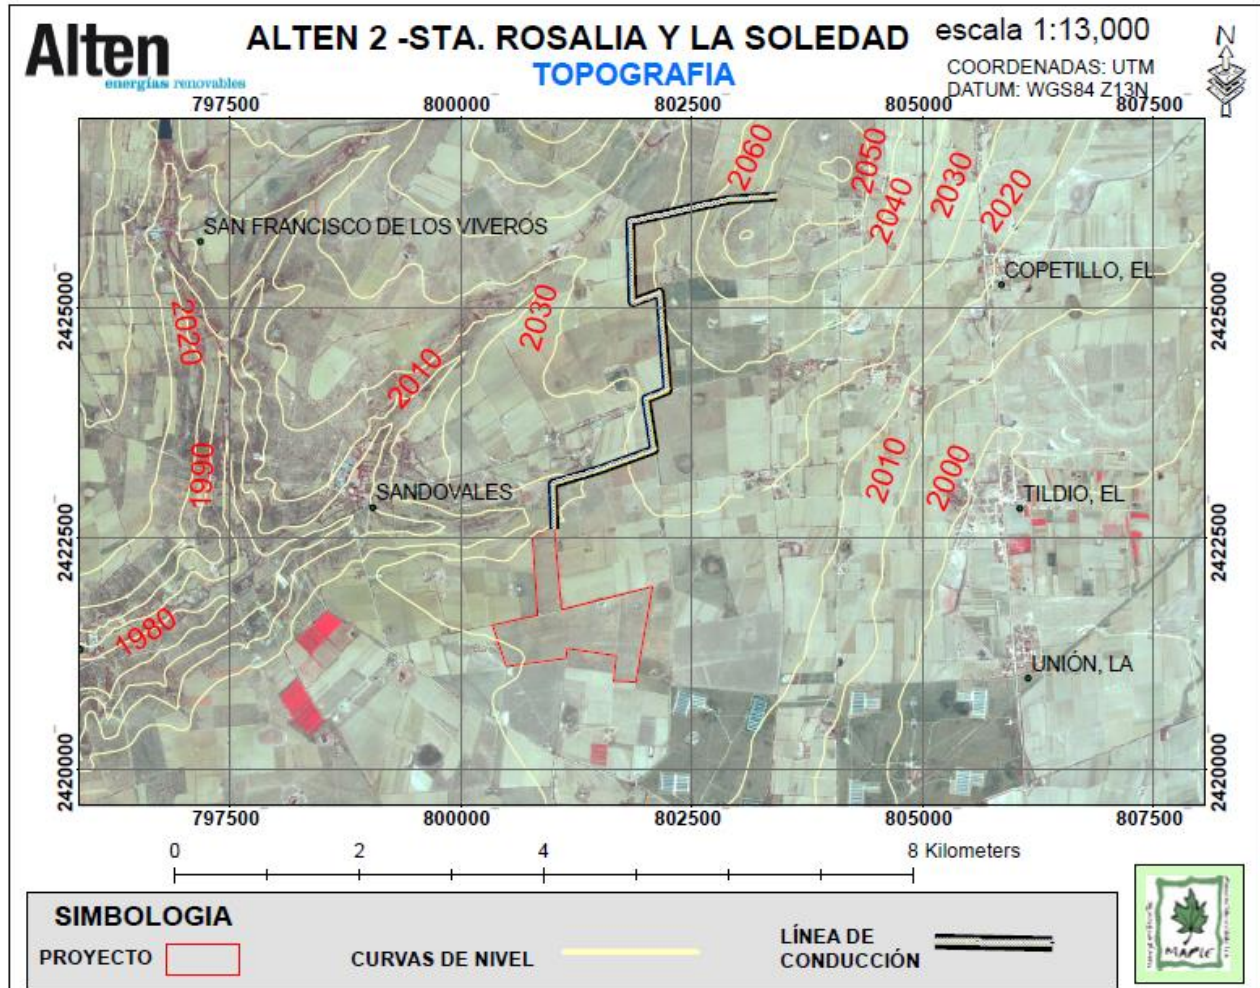 Alten
energías renovables
ALTEN 2 -STA. ROSALIA Y LA SOLEDAD
TOPOGRAFIA
escala 1:13,000
COORDENADAS: UTM
DATUM: WGS84 Z13N
N
797500 800000 802500 805000 807500
2060
2050
2040
2030
2020
SAN FRANCISCO DE LOS VIVEROS
COPETILLO, EL
2425000
2425000
2020
2030
2010
1960
2010
2000
SANDOVALES
TILDIO, EL
2422500
2422500
1980
UNIÓN, LA
2420000
2420000
797500 800000 802500 805000 807500
0 2 4 8 Kilometers
SIMBOLOGIA
PROYECTO
CURVAS DE NIVEL
LÍNEA DE
CONDUCCIÓN
MAPLE